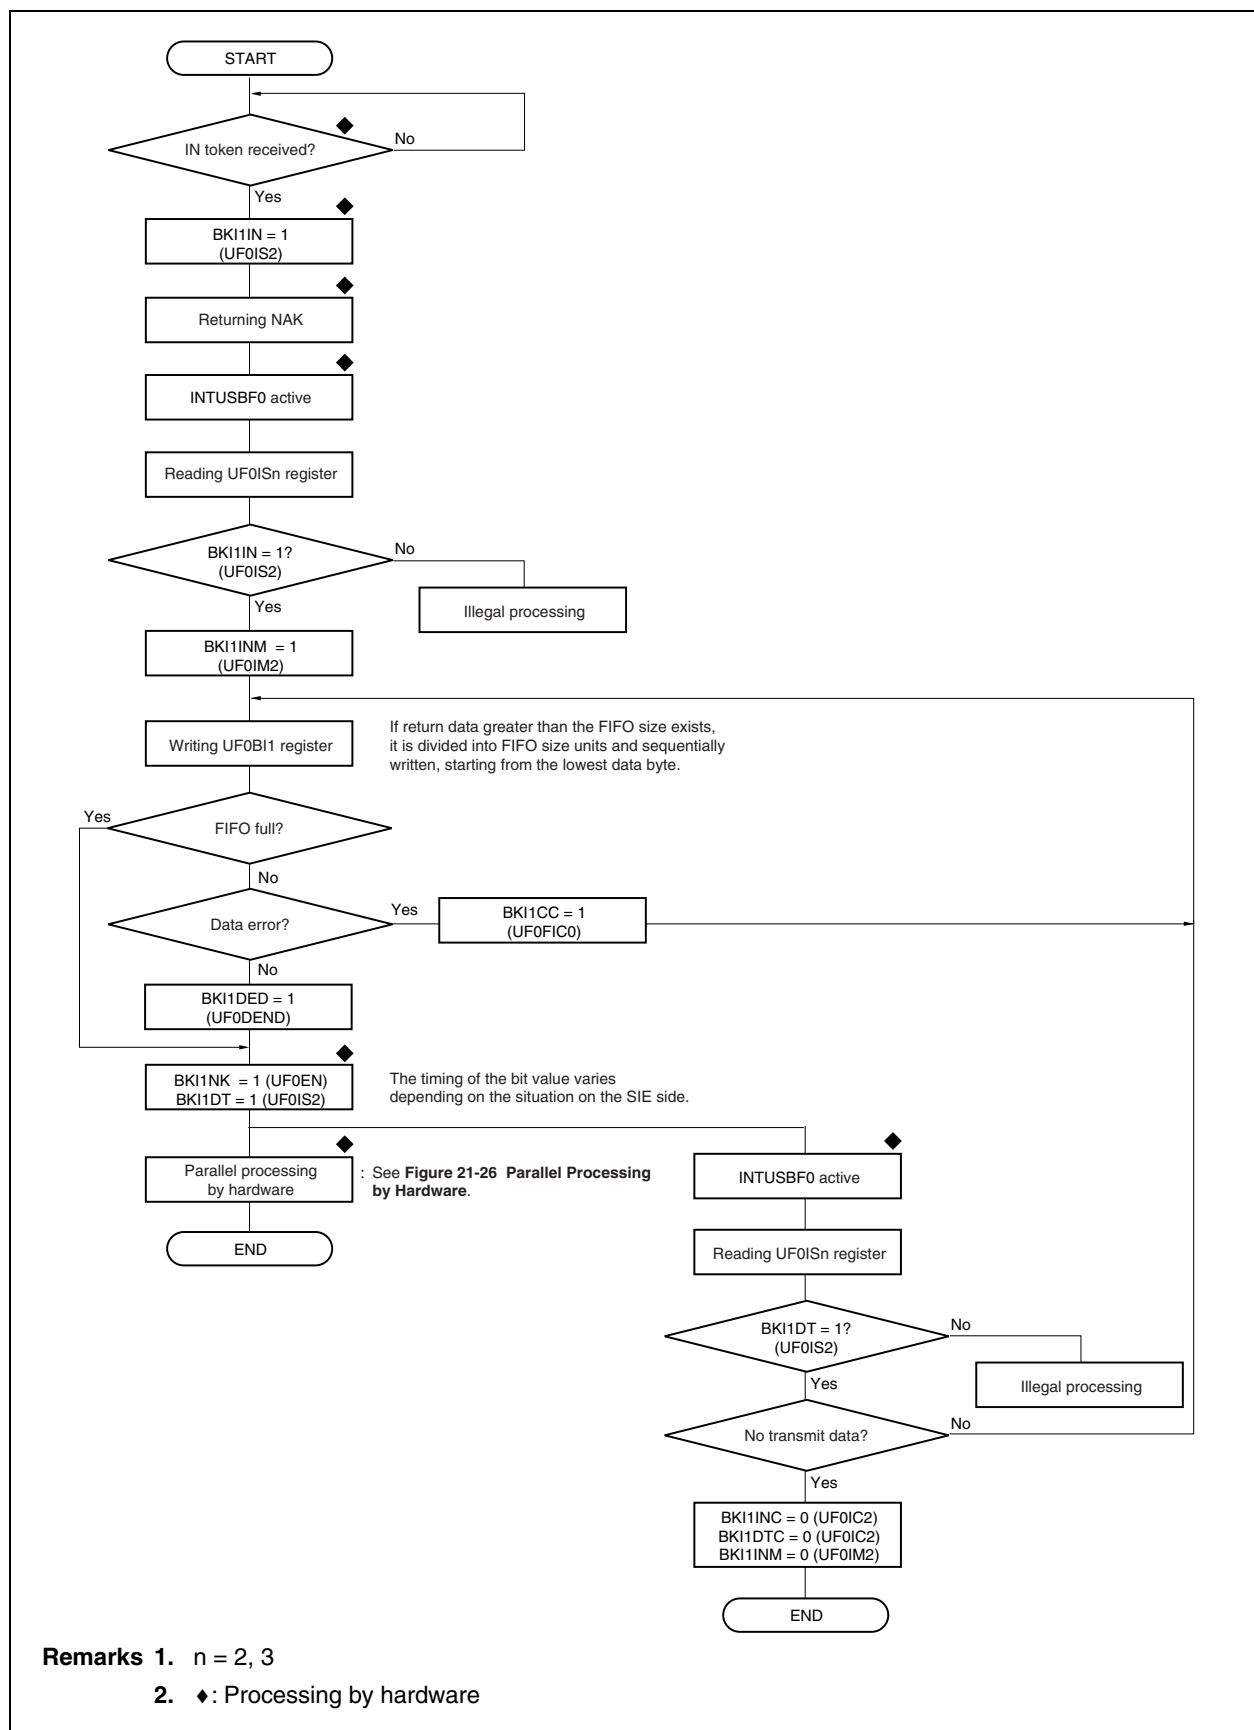 START
IN token received?
No
Yes
BKI1IN = 1
(UF0IS2)
Returning NAK
INTUSBF0 active
Reading UF0ISn register
BKI1IN = 1?
(UF0IS2)
No
Illegal processing
Yes
BKI1INM = 1
(UF0IM2)
Writing UF0BI1 register
If return data greater than the FIFO size exists,
it is divided into FIFO size units and sequentially
written, starting from the lowest data byte.
Yes
FIFO full?
No
Data error?
Yes
BKI1CC = 1
(UF0FIC0)
No
BKI1DED = 1
(UF0DEND)
BKI1NK = 1 (UF0EN)
BKI1DT = 1 (UF0IS2)
The timing of the bit value varies
depending on the situation on the SIE side.
Parallel processing
by hardware
: See Figure 21-26 Parallel Processing
by Hardware.
END
INTUSBF0 active
Reading UF0ISn register
BKI1DT = 1?
(UF0IS2)
No
Illegal processing
Yes
No transmit data?
No
Yes
BKI1INC = 0 (UF0IC2)
BKI1DTC = 0 (UF0IC2)
BKI1INM = 0 (UF0IM2)
END
Remarks 1. n = 2, 3
2. ♦: Processing by hardware